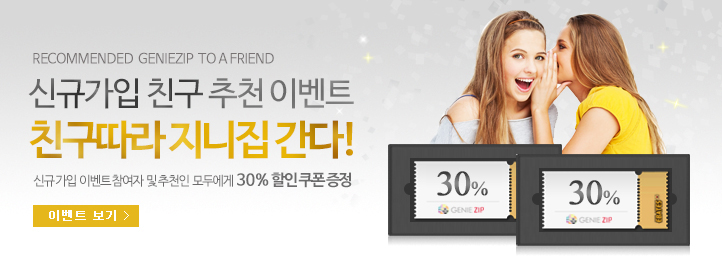 RECOMMENDED GENIEZIP TO A FRIEND
신규가입 친구 추천 이벤트
친구따라 지니집 간다!
신규가입 이벤트참여자 및 추천인 모두에게 30% 할인 쿠폰 증정
이벤트 보기 >
30%
GENIE ZIP
30%
GENIE ZIP